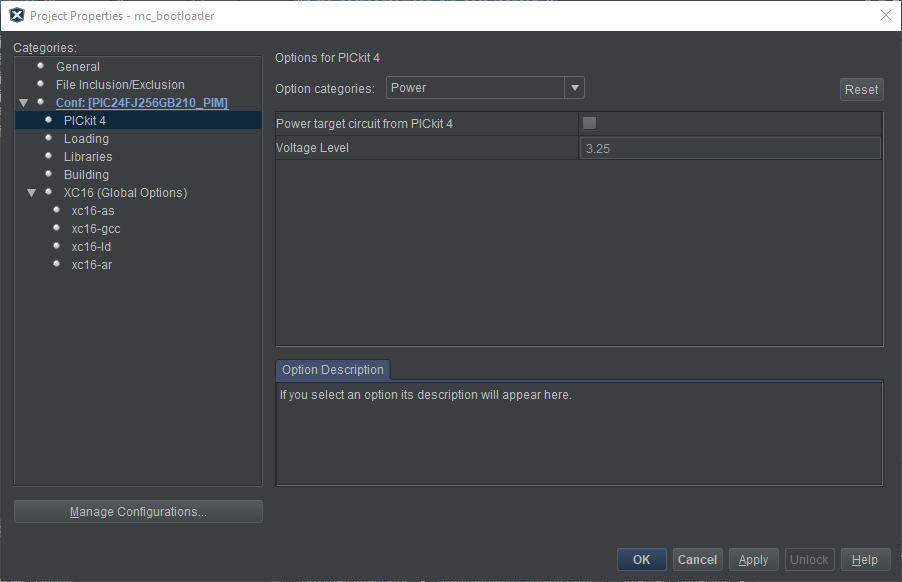 Project Properties - mc_bootloader
Categories:
General
File Inclusion/Exclusion
Conf: [PIC24FJ256GB210_PIM]
PICkit 4
Loading
Libraries
Building
XC16 (Global Options)
xc16-as
xc16-gcc
xc16-ld
xc16-ar
Manage Configurations...
Options for PICkit 4
Option categories: Power Reset
Power target circuit from PICkit 4
Voltage Level 3.25
Option Description
If you select an option its description will appear here.
OK Cancel Apply Unlock Help